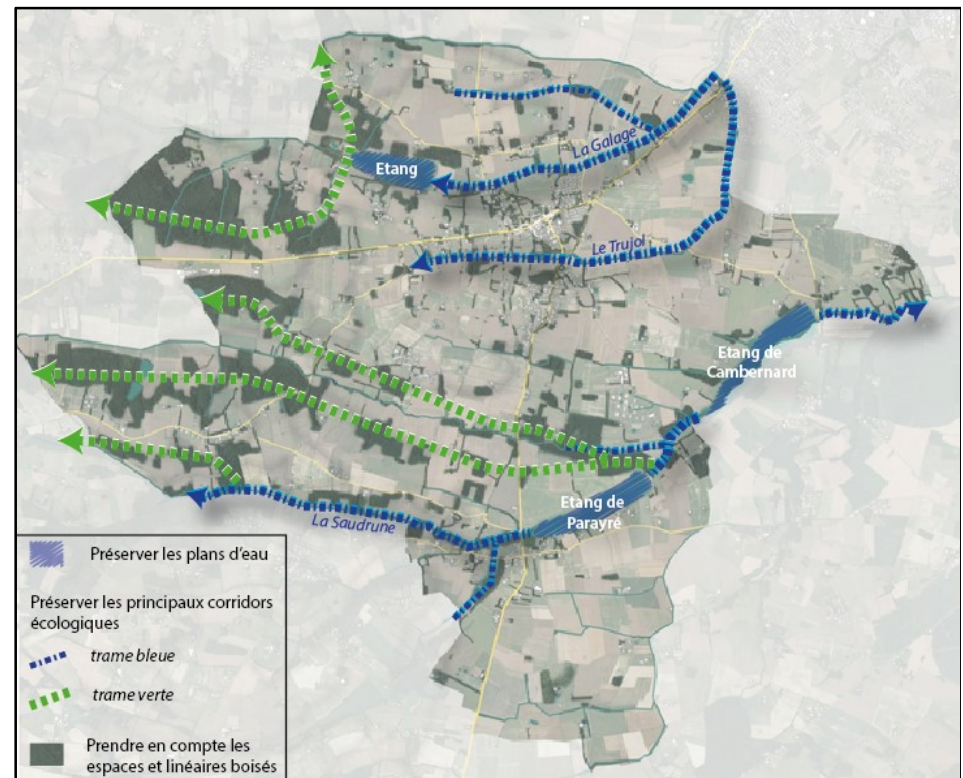 La Galage
Etang
Le Trujol
Etang de
Cambernard
Etang de
Parayré
La Saudrune
Préserver les plans d'eau
Préserver les principaux corridors
écologiques
trame bleue
trame verte
Prendre en compte les
espaces et linéaires boisés